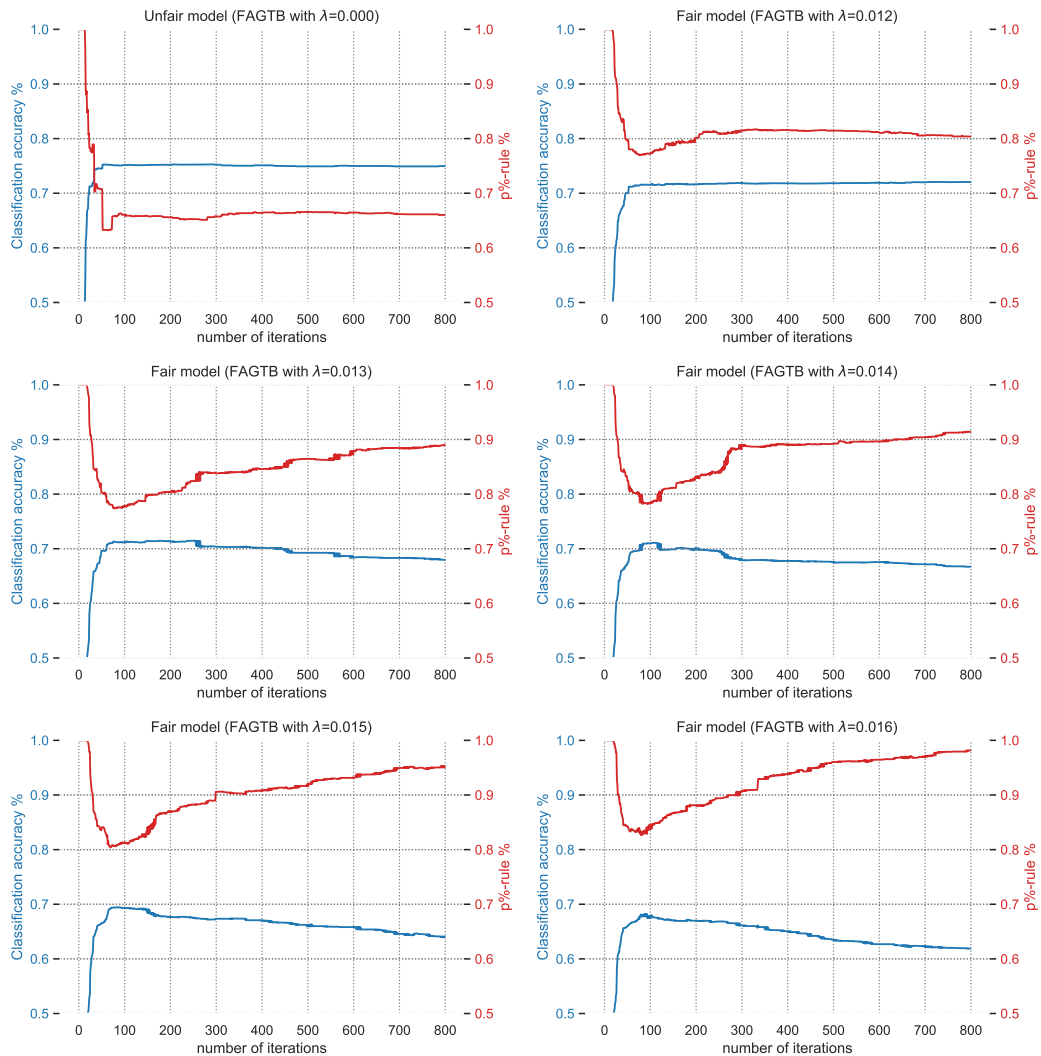 Unfair model (FAGTB with λ=0.000)
1.0
0.9
0.8
0.7
0.6
0.5
Classification accuracy %
1.0
0.9
0.8
0.7
0.6
0.5
p%-rule %
0 100 200 300 400 500 600 700 800
number of iterations
Fair model (FAGTB with λ=0.012)
1.0
0.9
0.8
0.7
0.6
0.5
Classification accuracy %
1.0
0.9
0.8
0.7
0.6
0.5
p%-rule %
0 100 200 300 400 500 600 700 800
number of iterations
Fair model (FAGTB with λ=0.013)
1.0
0.9
0.8
0.7
0.6
0.5
Classification accuracy %
1.0
0.9
0.8
0.7
0.6
0.5
p%-rule %
0 100 200 300 400 500 600 700 800
number of iterations
Fair model (FAGTB with λ=0.014)
1.0
0.9
0.8
0.7
0.6
0.5
Classification accuracy %
1.0
0.9
0.8
0.7
0.6
0.5
p%-rule %
0 100 200 300 400 500 600 700 800
number of iterations
Fair model (FAGTB with λ=0.015)
1.0
0.9
0.8
0.7
0.6
0.5
Classification accuracy %
1.0
0.9
0.8
0.7
0.6
0.5
p%-rule %
0 100 200 300 400 500 600 700 800
number of iterations
Fair model (FAGTB with λ=0.016)
1.0
0.9
0.8
0.7
0.6
0.5
Classification accuracy %
1.0
0.9
0.8
0.7
0.6
0.5
p%-rule %
0 100 200 300 400 500 600 700 800
number of iterations